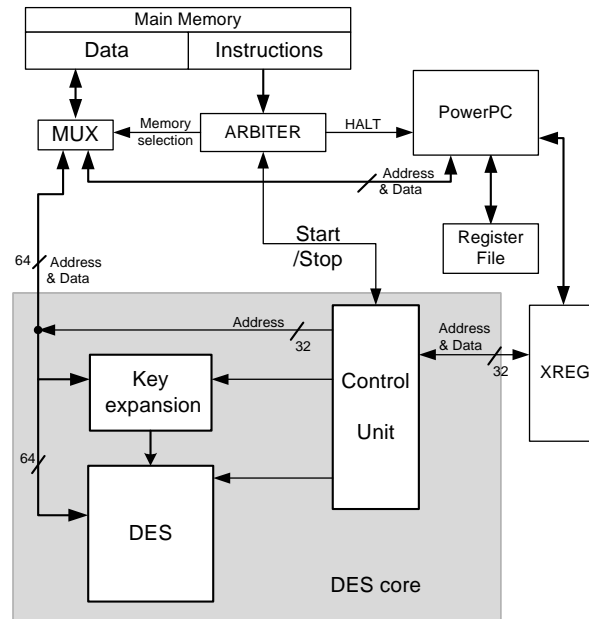 Main Memory
Data
Instructions
MUX
Memory
selection
ARBITER
HALT
PowerPC
Address
& Data
Register
File
Start
/Stop
64
Address
& Data
Address
32
Address
& Data
32
XREG
Control
Unit
Key
expansion
64
DES
DES core